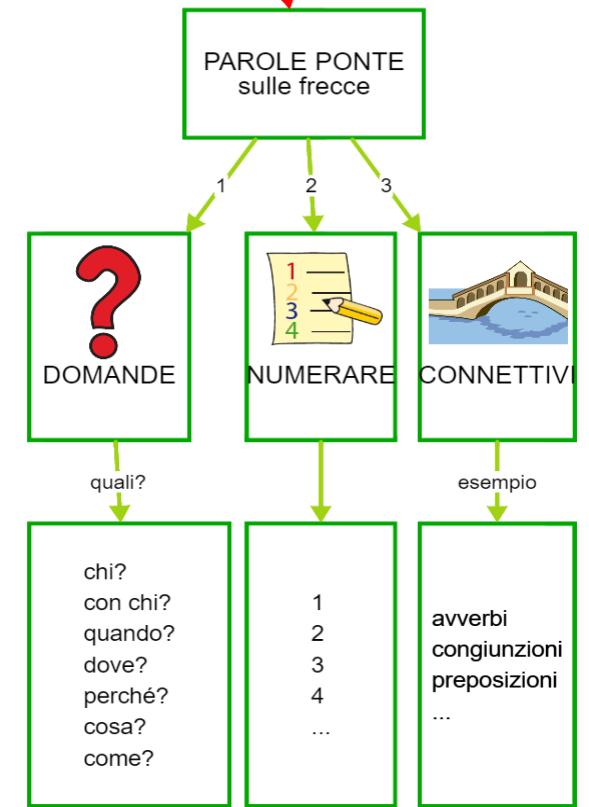 PAROLE PONTE
sulle frecce
1
2
3
1
2
3
4
DOMANDE
NUMERARE
CONNETTIVI
quali?
esempio
chi?
con chi?
quando?
dove?
perché?
cosa?
come?
1
2
3
4
...
avverbi
congiunzioni
preposizioni
...